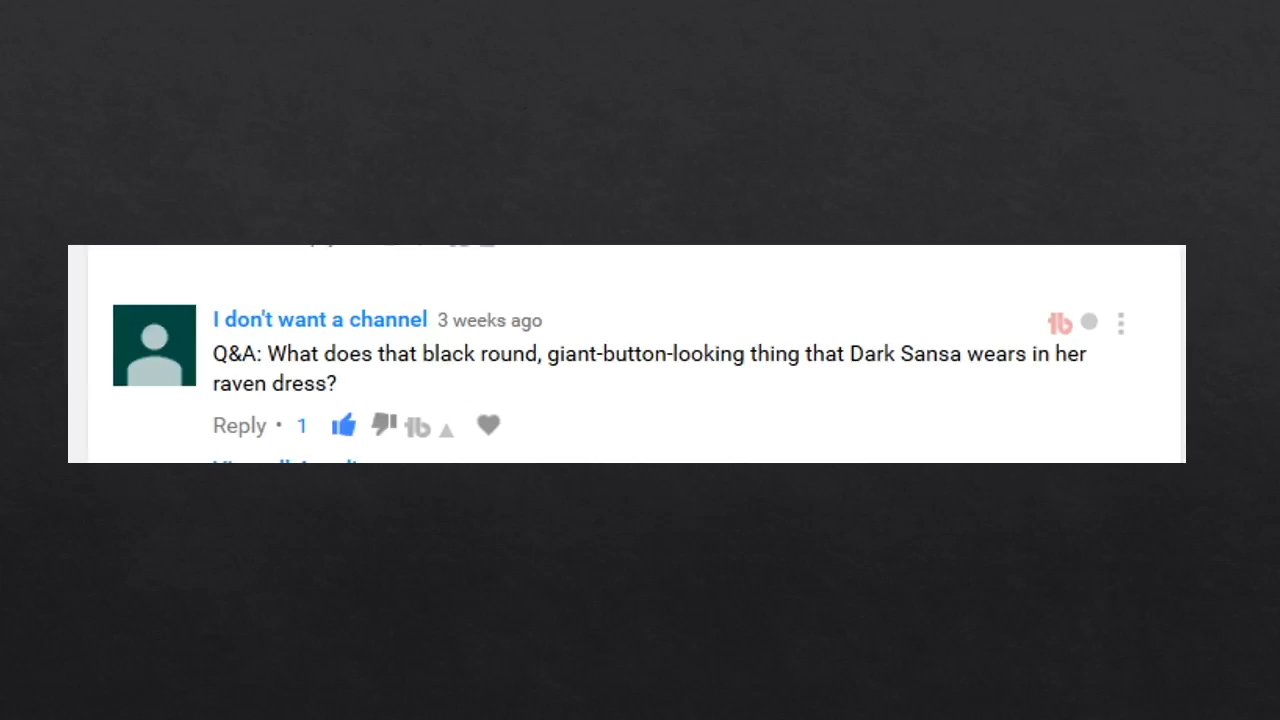 I don't want a channel 3 weeks ago
Q&A: What does that black round, giant-button-looking thing that Dark Sansa wears in her
raven dress?
Reply • 1